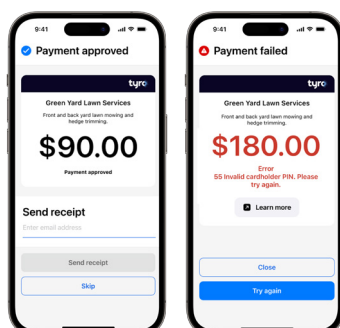 9:41
Payment approved
tyro
Green Yard Lawn Services
Front and back yard lawn mowing and
hedge trimming.
$90.00
Payment approved
Send receipt
Enter email address
Send receipt
Skip
9:41
Payment failed
tyro
Green Yard Lawn Services
Front and back yard lawn mowing and
hedge trimming.
$180.00
Error
55 Invalid cardholder PIN. Please
try again.
Learn more
Close
Try again